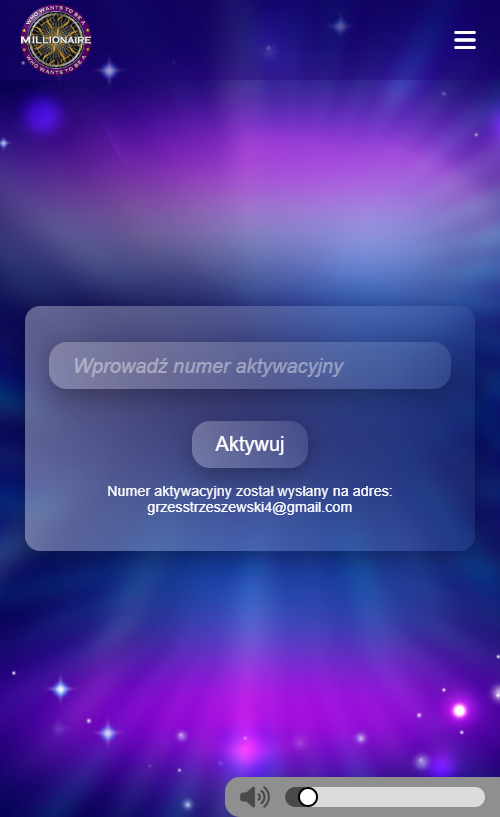 WHO WANTS TO BE A
MILLIONAIRE
WHO WANTS TO BE A
Wprowadź numer aktywacyjny
Aktywuj
Numer aktywacyjny został wysłany na adres:
grzesstrzeszewski4@gmail.com